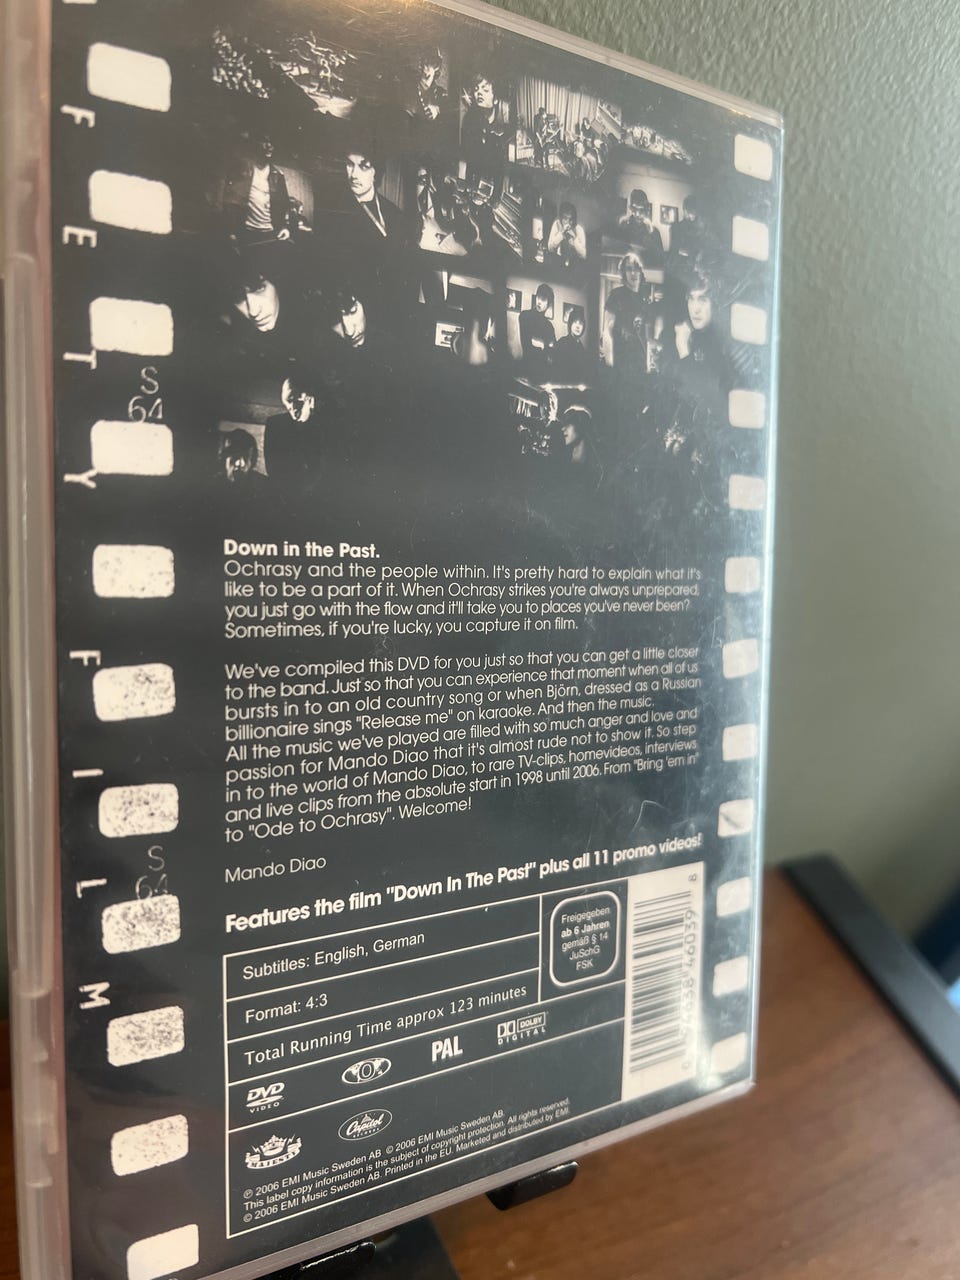 F E T Y F I L M
S
64
S
64
Down in the Past.
Ochrasy and the people within. It's pretty hard to explain what it's
like to be a part of it. When Ochrasy strikes you're always unprepared,
you just go with the flow and it'll take you to places you've never been?
Sometimes, if you're lucky, you capture it on film.
We've compiled this DVD for you just so that you can get a little closer
to the band. Just so that you can experience that moment when all of us
bursts in to an old country song or when Björn, dressed as a Russian
billionaire sings "Release me" on karaoke. And then the music.
All the music we've played are filled with so much anger and love and
passion for Mando Diao that it's almost rude not to show it. So step
in to the world of Mando Diao, to rare TV-clips, homevideos, interviews
and live clips from the absolute start in 1998 until 2006. From "Bring 'em in"
to "Ode to Ochrasy". Welcome!
Mando Diao
Features the film "Down In The Past" plus all 11 promo videos!
Subtitles: English, German
Format: 4:3
Total Running Time approx 123 minutes
Freigegeben
ab 6 Jahren
gemäß § 14
JuSchG
FSK
DVD
VIDEO
0
PAL
DOLBY
DIGITAL
MAJESTY
Capitol
RECORDS
℗ 2006 EMI Music Sweden AB © 2006 EMI Music Sweden AB.
This label copy information is the subject of copyright protection. All rights reserved.
© 2006 EMI Music Sweden AB. Printed in the EU. Marketed and distributed by EMI.